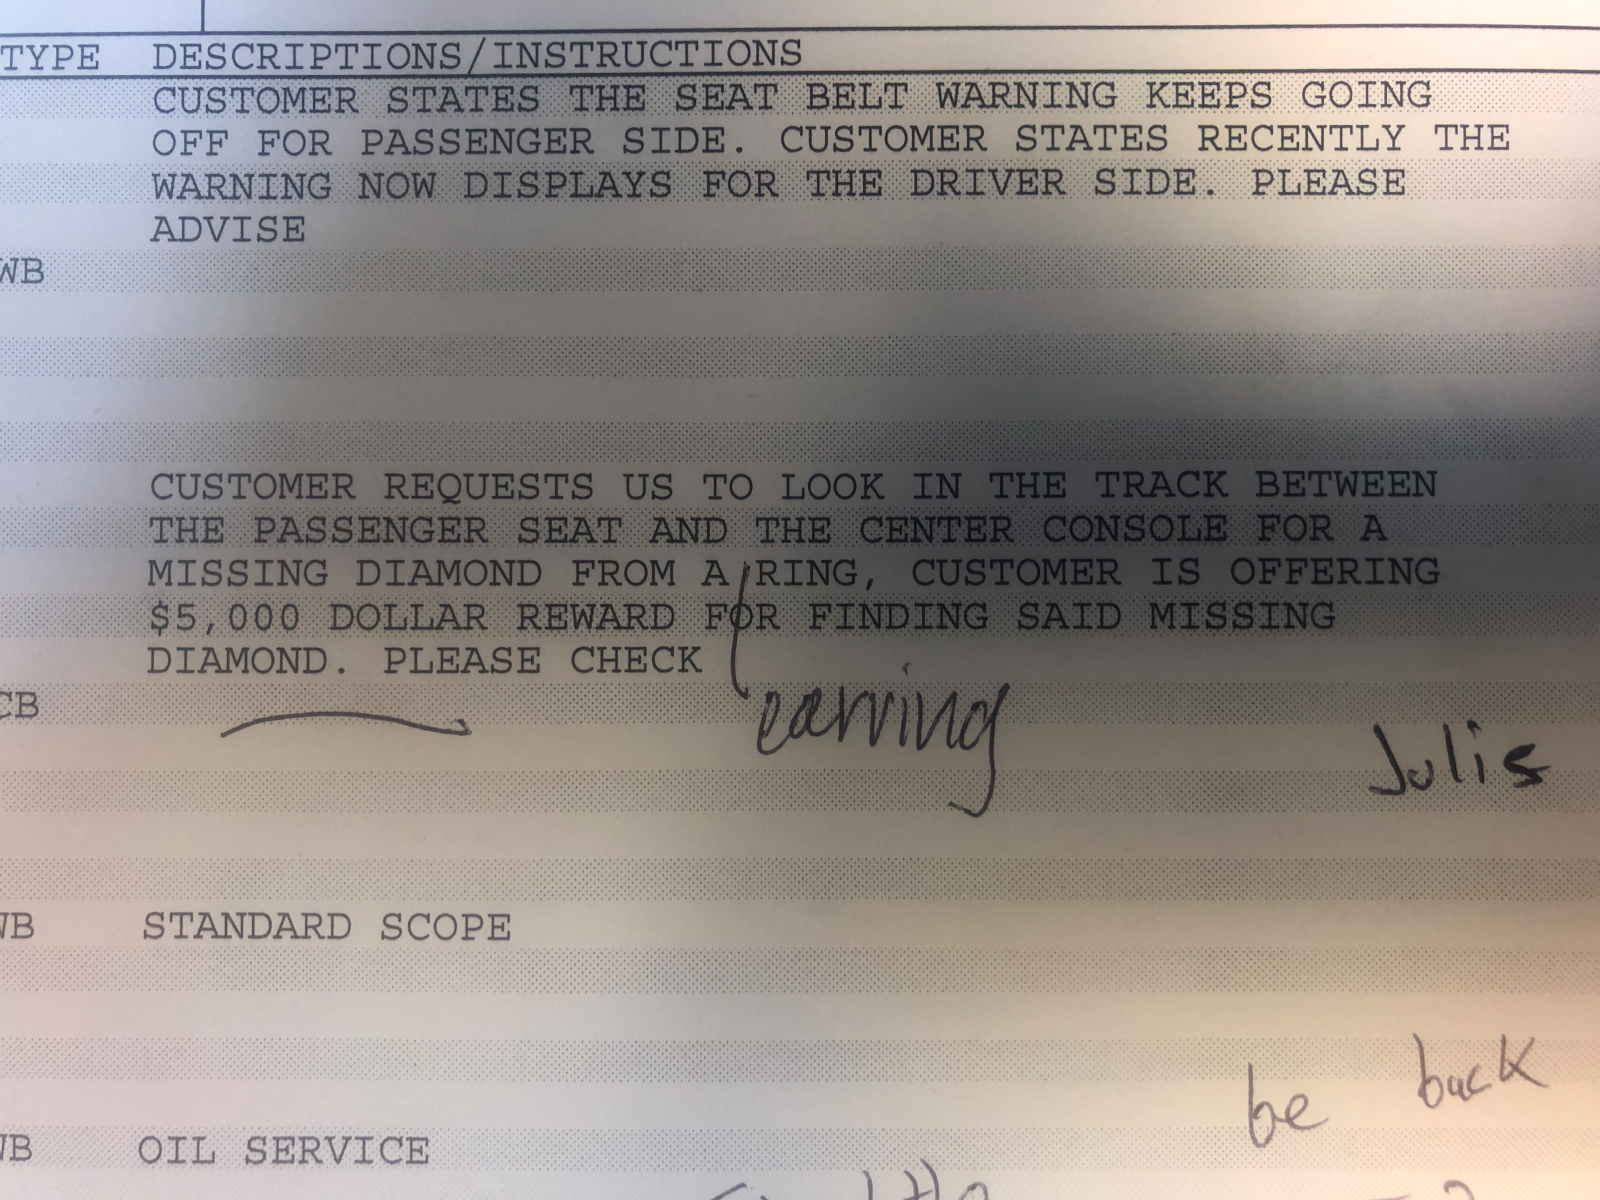 TYPE DESCRIPTIONS/INSTRUCTIONS
CUSTOMER STATES THE SEAT BELT WARNING KEEPS GOING
OFF FOR PASSENGER SIDE. CUSTOMER STATES RECENTLY THE
WARNING NOW DISPLAYS FOR THE DRIVER SIDE. PLEASE
ADVISE
WB
CUSTOMER REQUESTS US TO LOOK IN THE TRACK BETWEEN
THE PASSENGER SEAT AND THE CENTER CONSOLE FOR A
MISSING DIAMOND FROM A RING, CUSTOMER IS OFFERING
$5,000 DOLLAR REWARD FOR FINDING SAID MISSING
DIAMOND. PLEASE CHECK
CB
earring
WB STANDARD SCOPE
be back
WB OIL SERVICE